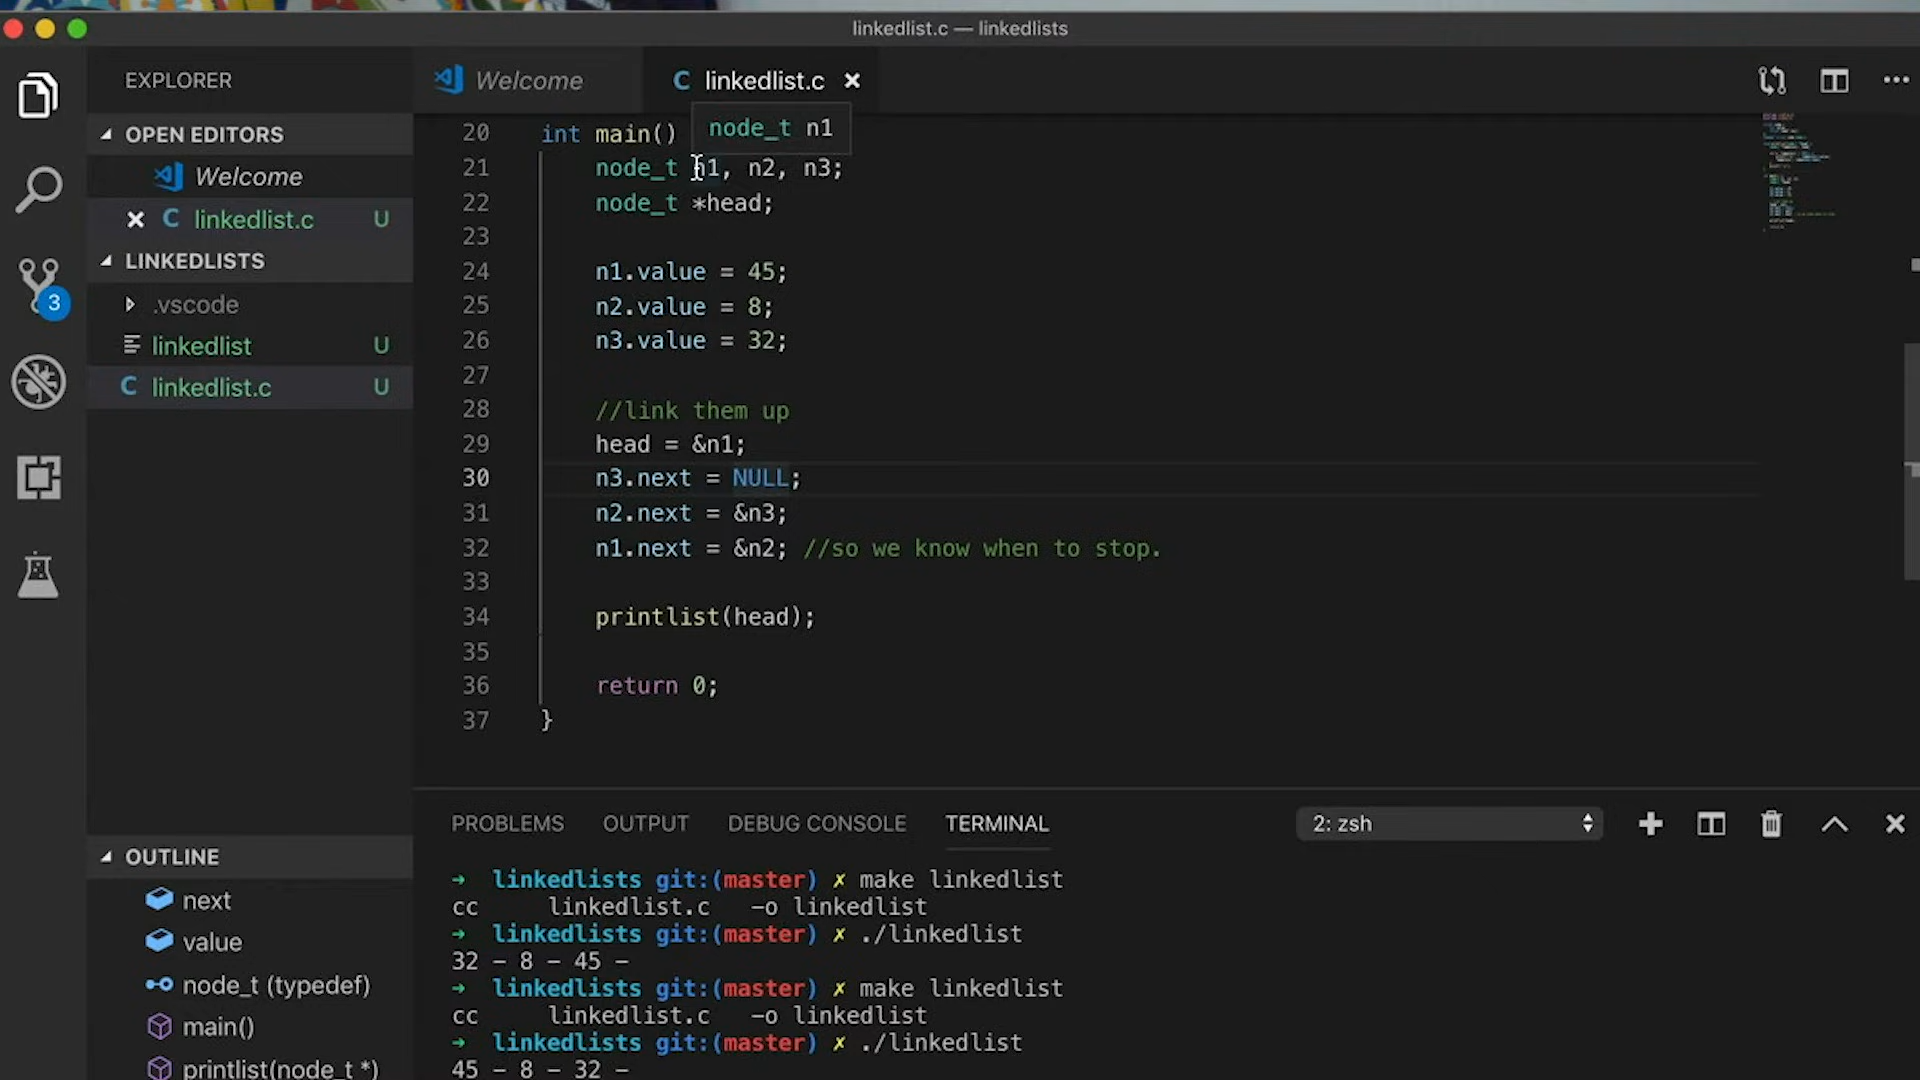 linkedlist.c — linkedlists
EXPLORER
OPEN EDITORS
Welcome
linkedlist.c U
LINKEDLISTS
.vscode
linkedlist U
linkedlist.c U
3
OUTLINE
next
value
node_t (typedef)
main()
printlist(node_t *)
Welcome
C linkedlist.c
node_t n1
20 int main()
21 node_t n1, n2, n3;
22 node_t *head;
23
24 n1.value = 45;
25 n2.value = 8;
26 n3.value = 32;
27
28 //link them up
29 head = &n1;
30 n3.next = NULL;
31 n2.next = &n3;
32 n1.next = &n2; //so we know when to stop.
33
34 printlist(head);
35
36 return 0;
37 }
PROBLEMS OUTPUT DEBUG CONSOLE TERMINAL 2: zsh
→ linkedlists git:(master) ✗ make linkedlist
cc linkedlist.c -o linkedlist
→ linkedlists git:(master) ✗ ./linkedlist
32 - 8 - 45 -
→ linkedlists git:(master) ✗ make linkedlist
cc linkedlist.c -o linkedlist
→ linkedlists git:(master) ✗ ./linkedlist
45 - 8 - 32 -